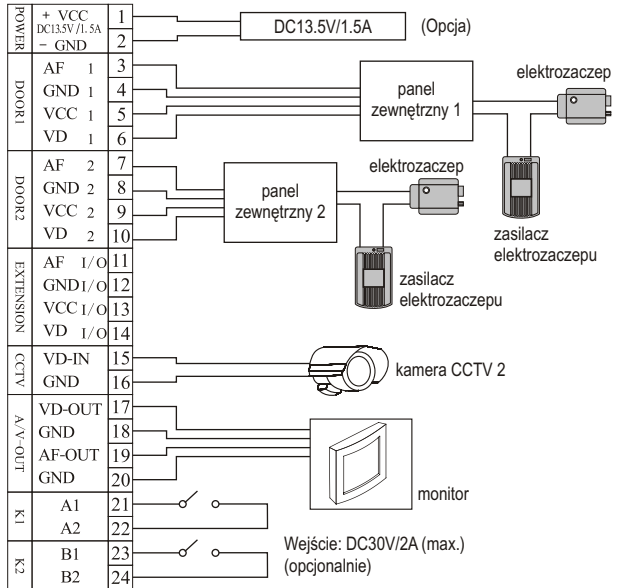 POWER
+ VCC
DC13.5V/1.5A
- GND
1
2
DC13.5V/1.5A
(Opcja)
DOOR1
AF 1 3
GND 1 4
VCC 1 5
VD 1 6
panel
zewnętrzny 1
elektrozaczep
zasilacz
elektrozaczepu
DOOR2
AF 2 7
GND 2 8
VCC 2 9
VD 2 10
panel
zewnętrzny 2
elektrozaczep
zasilacz
elektrozaczepu
EXTENSION
AF I/O 11
GND I/O 12
VCC I/O 13
VD I/O 14
CCTV
VD-IN 15
GND 16
kamera CCTV 2
A/V-OUT
VD-OUT 17
GND 18
AF-OUT 19
GND 20
monitor
K1
A1 21
A2 22
K2
B1 23
B2 24
Wejście: DC30V/2A (max.)
(opcjonalnie)